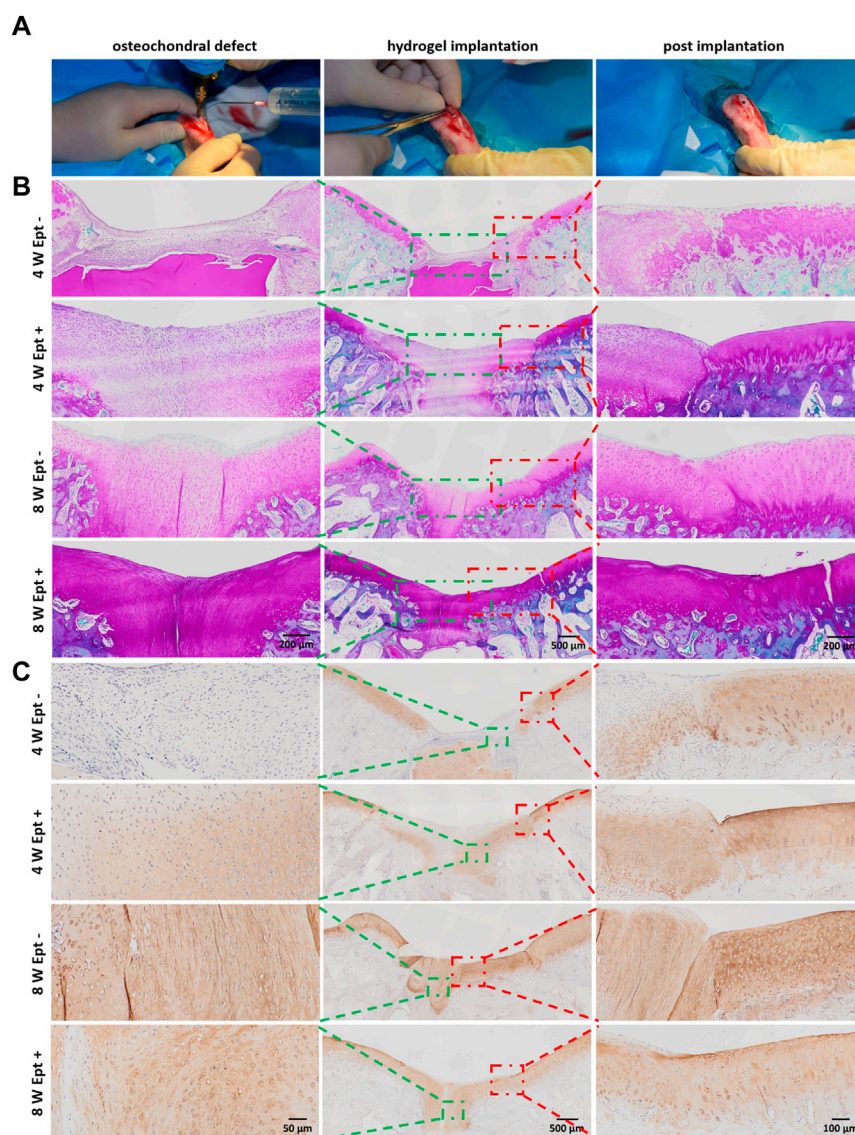 A
osteochondral defect
hydrogel implantation
post implantation
B
4 W Ept -
4 W Ept +
8 W Ept -
8 W Ept +
200 µm
500 µm
200 µm
C
4 W Ept -
4 W Ept +
8 W Ept -
8 W Ept +
50 µm
500 µm
100 µm